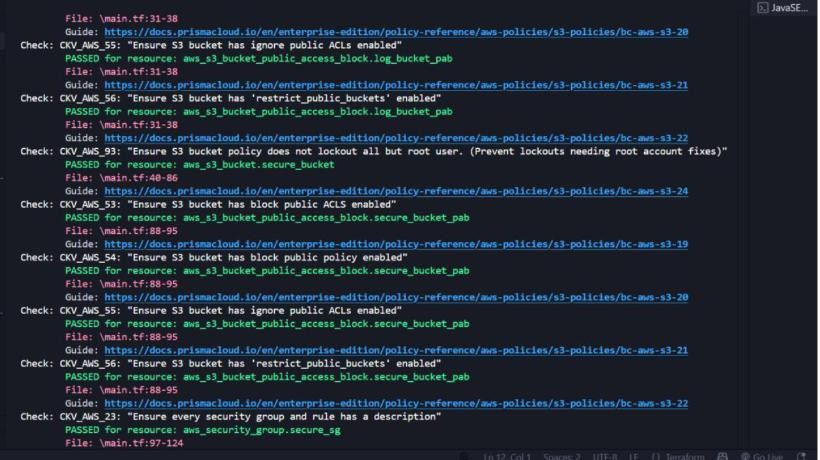 JavaSE...
File: \main.tf:31-38
Guide: https://docs.prismacloud.io/en/enterprise-edition/policy-reference/aws-policies/s3-policies/bc-aws-s3-20
Check: CKV_AWS_55: "Ensure S3 bucket has ignore public ACLs enabled"
PASSED for resource: aws_s3_bucket_public_access_block.log_bucket_pab
File: \main.tf:31-38
Guide: https://docs.prismacloud.io/en/enterprise-edition/policy-reference/aws-policies/s3-policies/bc-aws-s3-21
Check: CKV_AWS_56: "Ensure S3 bucket has 'restrict_public_buckets' enabled"
PASSED for resource: aws_s3_bucket_public_access_block.log_bucket_pab
File: \main.tf:31-38
Guide: https://docs.prismacloud.io/en/enterprise-edition/policy-reference/aws-policies/s3-policies/bc-aws-s3-22
Check: CKV_AWS_93: "Ensure S3 bucket policy does not lockout all but root user. (Prevent lockouts needing root account fixes)"
PASSED for resource: aws_s3_bucket.secure_bucket
File: \main.tf:40-86
Guide: https://docs.prismacloud.io/en/enterprise-edition/policy-reference/aws-policies/s3-policies/bc-aws-s3-24
Check: CKV_AWS_53: "Ensure S3 bucket has block public ACLS enabled"
PASSED for resource: aws_s3_bucket_public_access_block.secure_bucket_pab
File: \main.tf:88-95
Guide: https://docs.prismacloud.io/en/enterprise-edition/policy-reference/aws-policies/s3-policies/bc-aws-s3-19
Check: CKV_AWS_54: "Ensure S3 bucket has block public policy enabled"
PASSED for resource: aws_s3_bucket_public_access_block.secure_bucket_pab
File: \main.tf:88-95
Guide: https://docs.prismacloud.io/en/enterprise-edition/policy-reference/aws-policies/s3-policies/bc-aws-s3-20
Check: CKV_AWS_55: "Ensure S3 bucket has ignore public ACLs enabled"
PASSED for resource: aws_s3_bucket_public_access_block.secure_bucket_pab
File: \main.tf:88-95
Guide: https://docs.prismacloud.io/en/enterprise-edition/policy-reference/aws-policies/s3-policies/bc-aws-s3-21
Check: CKV_AWS_56: "Ensure S3 bucket has 'restrict_public_buckets' enabled"
PASSED for resource: aws_s3_bucket_public_access_block.secure_bucket_pab
File: \main.tf:88-95
Guide: https://docs.prismacloud.io/en/enterprise-edition/policy-reference/aws-policies/s3-policies/bc-aws-s3-22
Check: CKV_AWS_23: "Ensure every security group and rule has a description"
PASSED for resource: aws_security_group.secure_sg
File: \main.tf:97-124
Ln 12, Col 1 Spaces: 2 UTF-8 LF {} Terraform Go Live